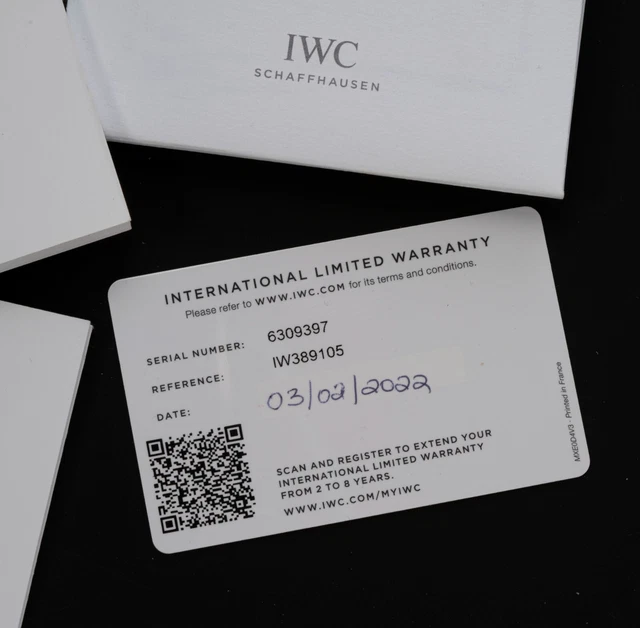 IWC
SCHAFFHAUSEN
INTERNATIONAL LIMITED WARRANTY
Please refer to WWW.IWC.COM for its terms and conditions.
SERIAL NUMBER: 6309397
REFERENCE: IW389105
DATE: 03/02/2022
SCAN AND REGISTER TO EXTEND YOUR
INTERNATIONAL LIMITED WARRANTY
FROM 2 TO 8 YEARS.
WWW.IWC.COM/MYIWC
Printed in France